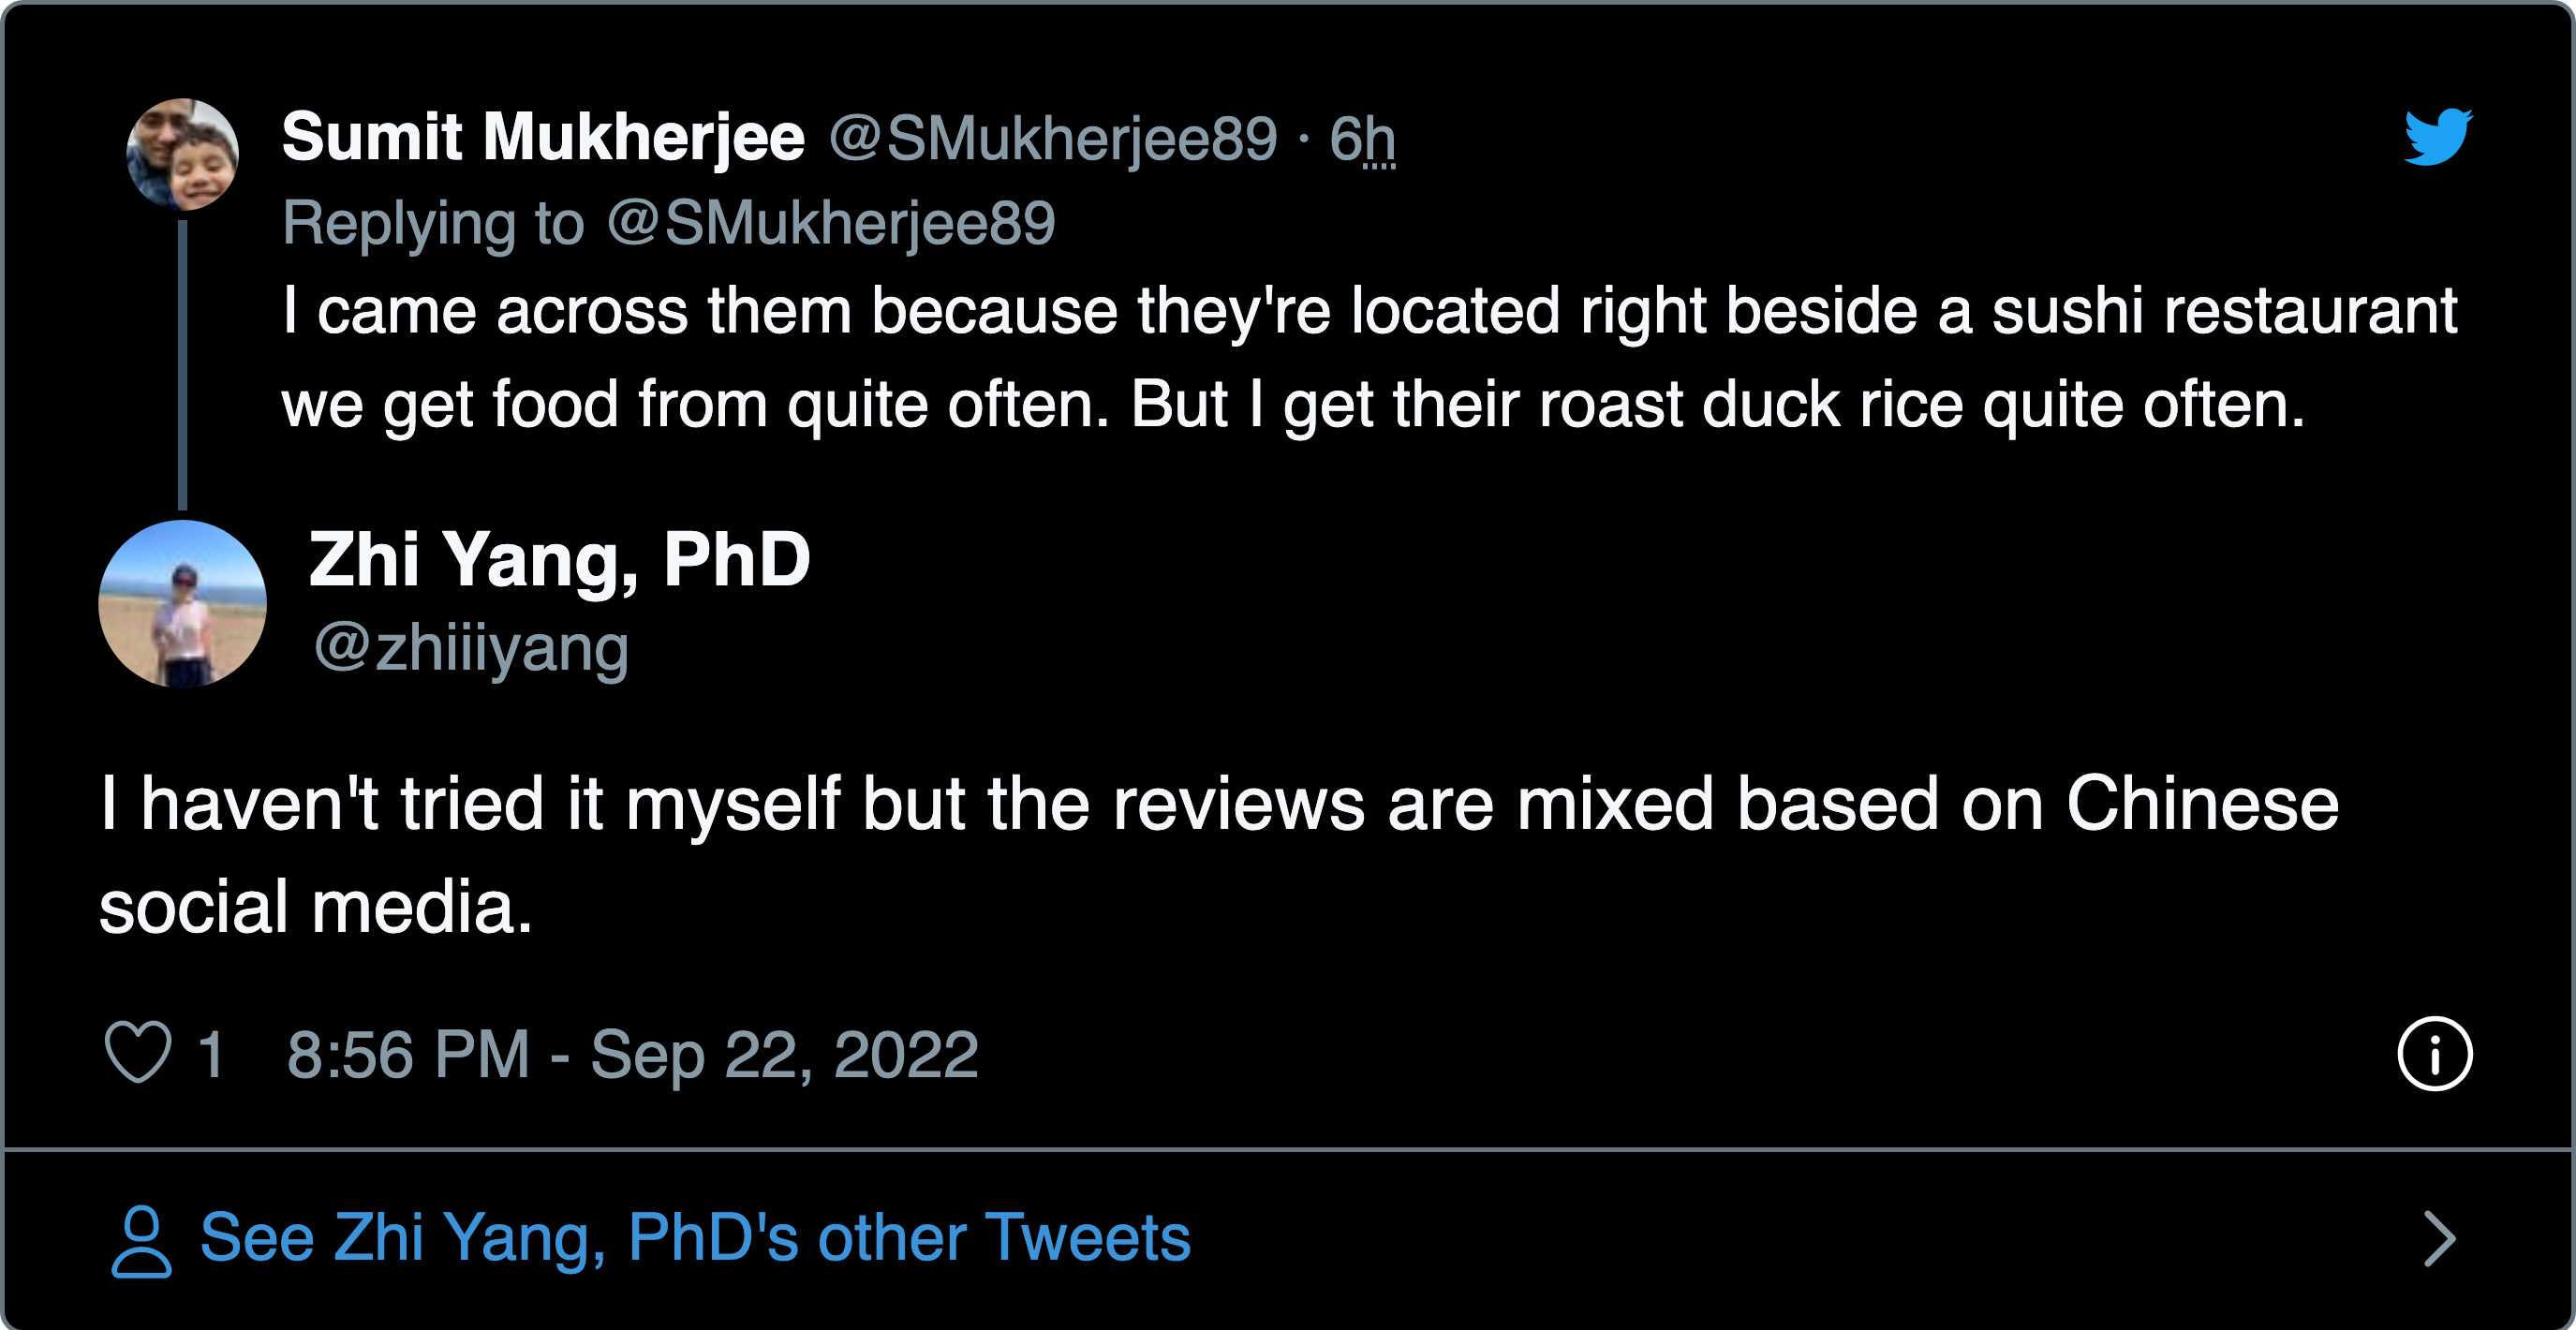 Sumit Mukherjee @SMukherjee89 · 6h
Replying to @SMukherjee89
I came across them because they're located right beside a sushi restaurant
we get food from quite often. But I get their roast duck rice quite often.
Zhi Yang, PhD
@zhiiiyang
I haven't tried it myself but the reviews are mixed based on Chinese
social media.
1 8:56 PM - Sep 22, 2022
See Zhi Yang, PhD's other Tweets